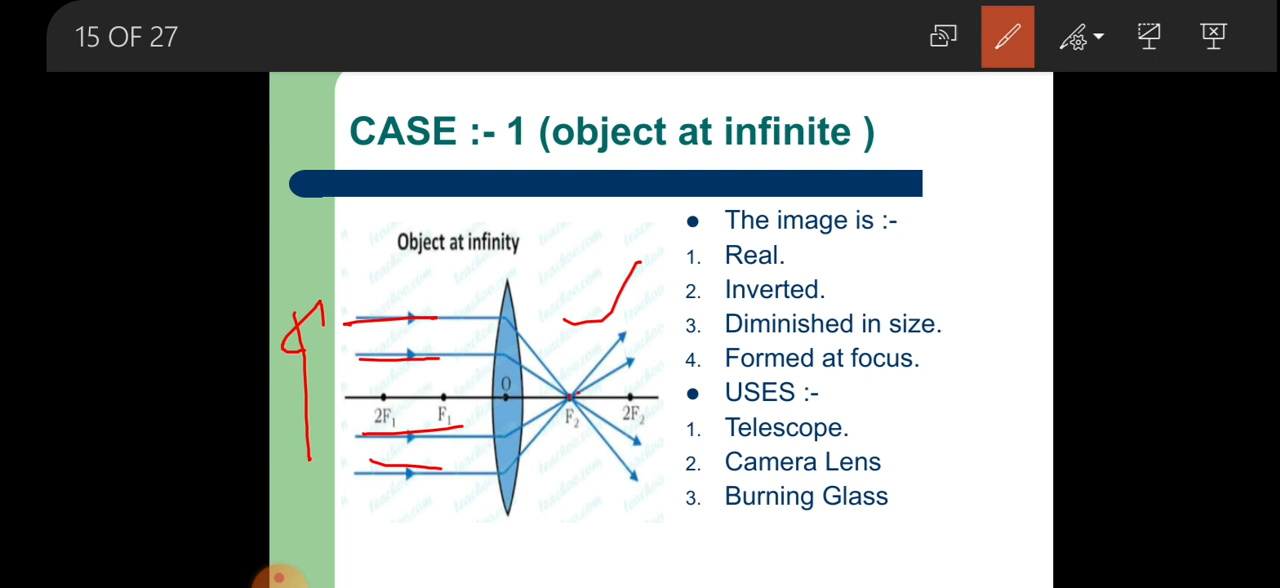 15 OF 27
CASE :- 1 (object at infinite )
Object at infinity
O
2F₁
F₁
F₂
2F₂
● The image is :-
1. Real.
2. Inverted.
3. Diminished in size.
4. Formed at focus.
● USES :-
1. Telescope.
2. Camera Lens
3. Burning Glass
teachoo.com